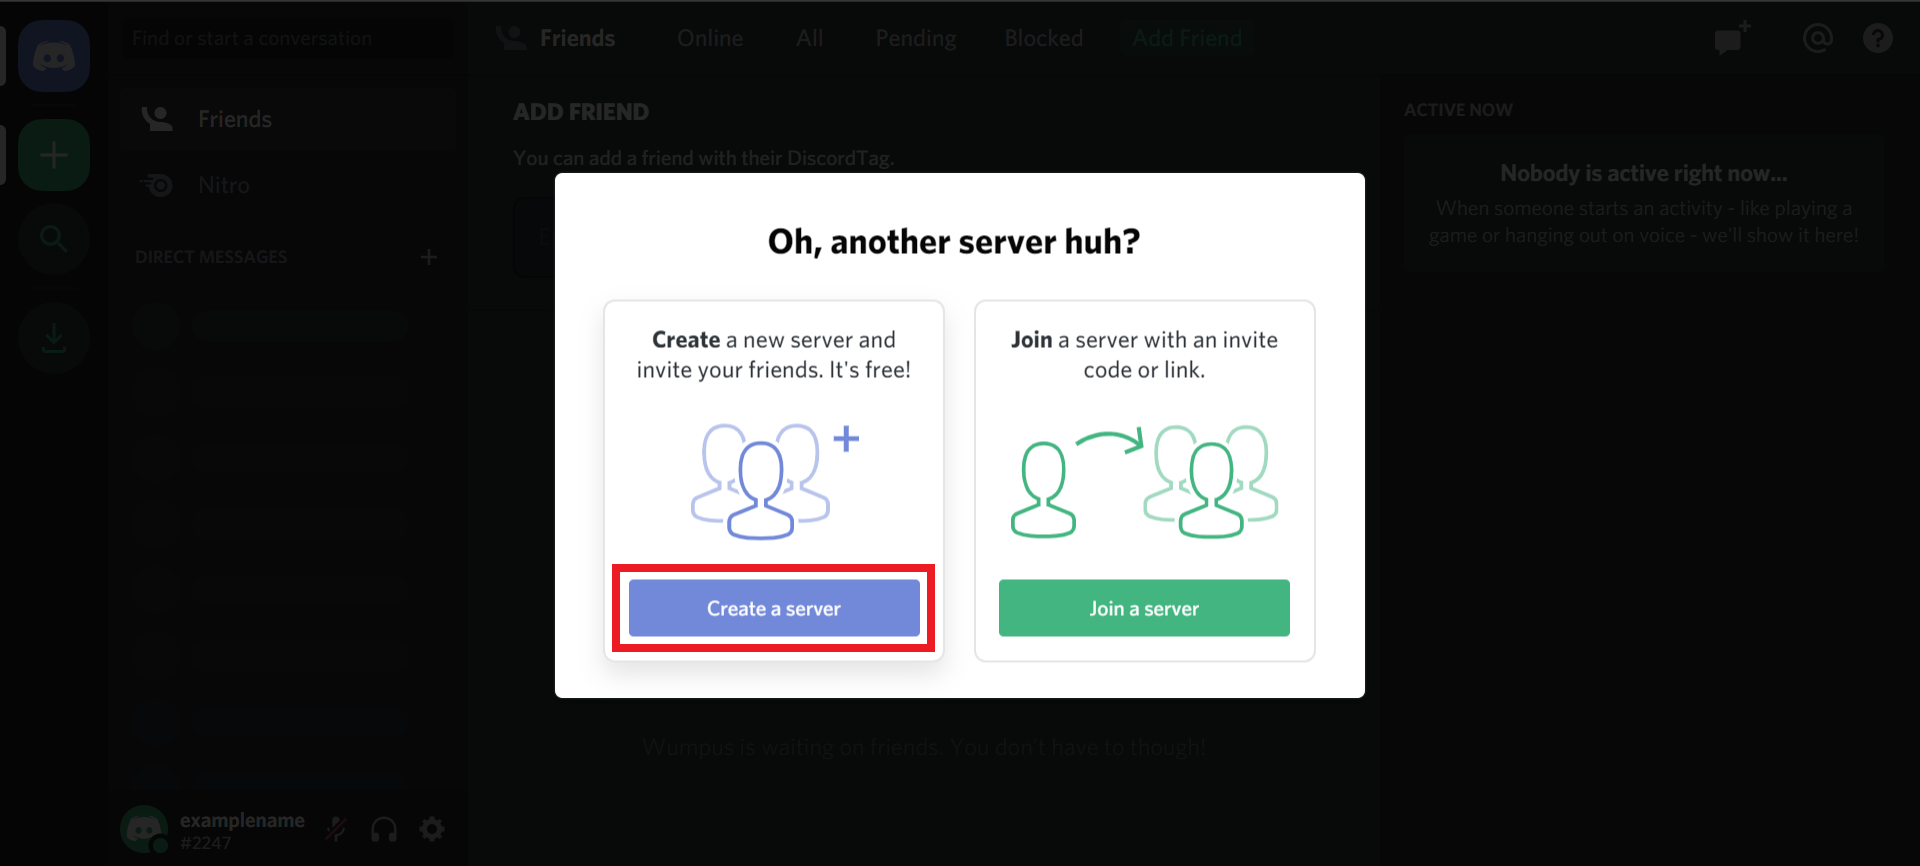 Find or start a conversation
Friends
Online
All
Pending
Blocked
Add Friend
Friends
Nitro
DIRECT MESSAGES
ADD FRIEND
You can add a friend with their DiscordTag.
ACTIVE NOW
Nobody is active right now...
When someone starts an activity - like playing a
game or hanging out on voice - we'll show it here!
Oh, another server huh?
Create a new server and
invite your friends. It's free!
Create a server
Join a server with an invite
code or link.
Join a server
Wumpus is waiting on friends. You don't have to though!
examplename
#2247